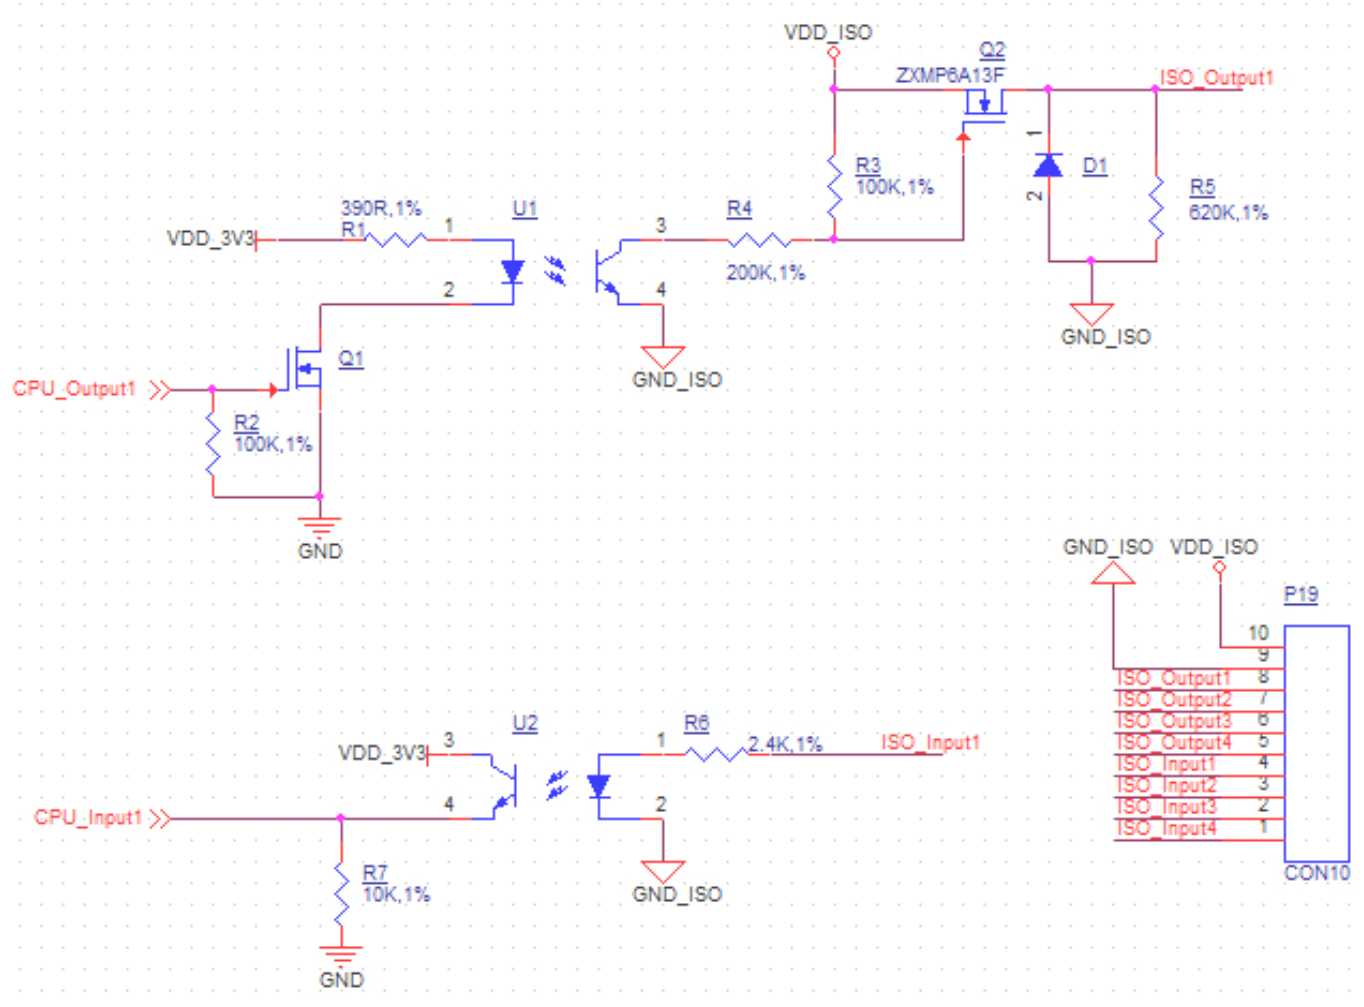 VDD_ISO
Q2
ZXMP6A13F
ISO_Output1
1
D1
2
R3
100K,1%
R5
620K,1%
390R,1%
R1
VDD_3V3
1
U1
3
R4
200K,1%
2
4
GND_ISO
GND_ISO
CPU_Output1
Q1
R2
100K,1%
GND
GND_ISO
VDD_ISO
P19
10
9
ISO_Output1 8
ISO_Output2 7
ISO_Output3 6
ISO_Output4 5
ISO_Input1 4
ISO_Input2 3
ISO_Input3 2
ISO_Input4 1
CON10
U2
VDD_3V3
3
1
R6
2.4K,1%
ISO_Input1
CPU_Input1
4
2
GND_ISO
R7
10K,1%
GND